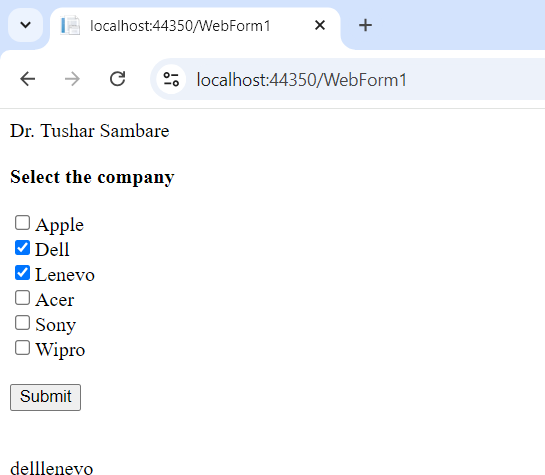 localhost:44350/WebForm1
localhost:44350/WebForm1
Dr. Tushar Sambare
Select the company
Apple
Dell
Lenevo
Acer
Sony
Wipro
Submit
delllenevo